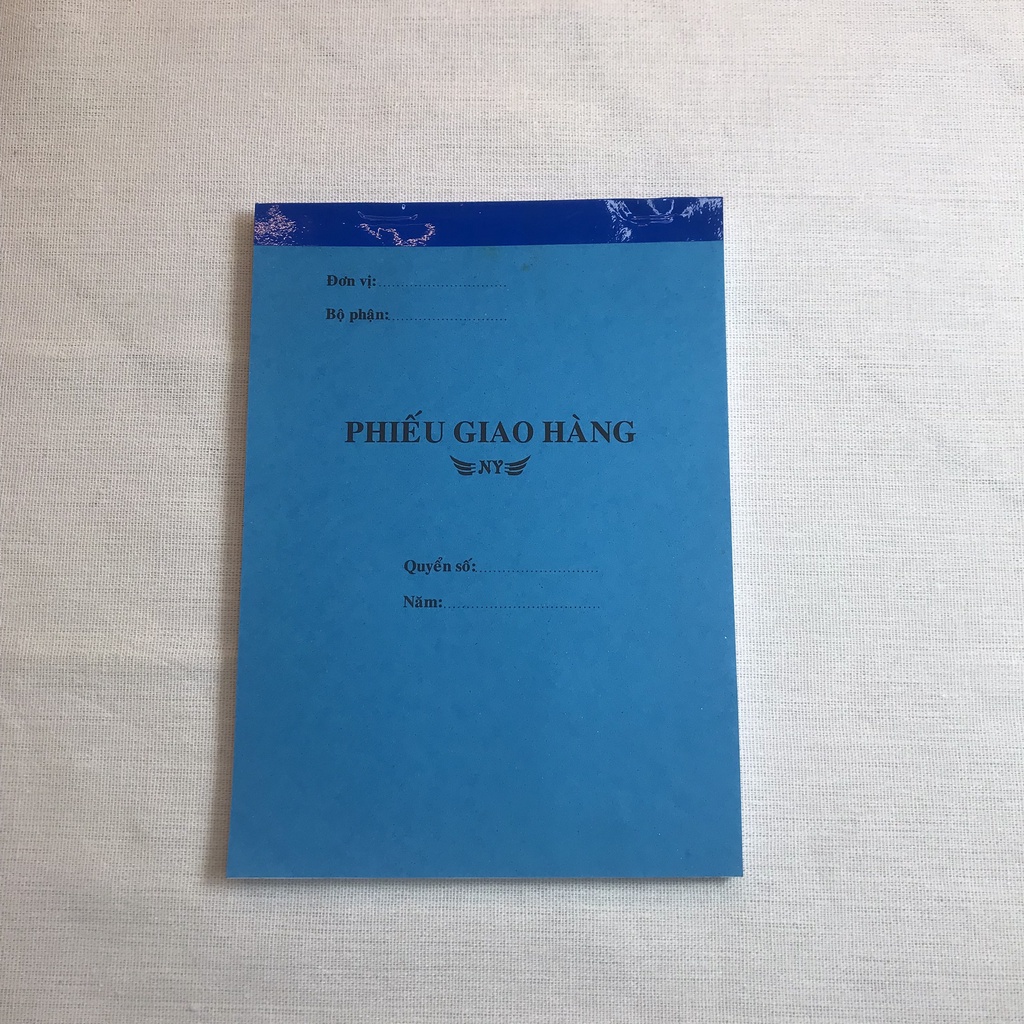 Đơn vị:..............................
Bộ phận:..............................
PHIẾU GIAO HÀNG
NY
Quyển số:..............................
Năm:..............................